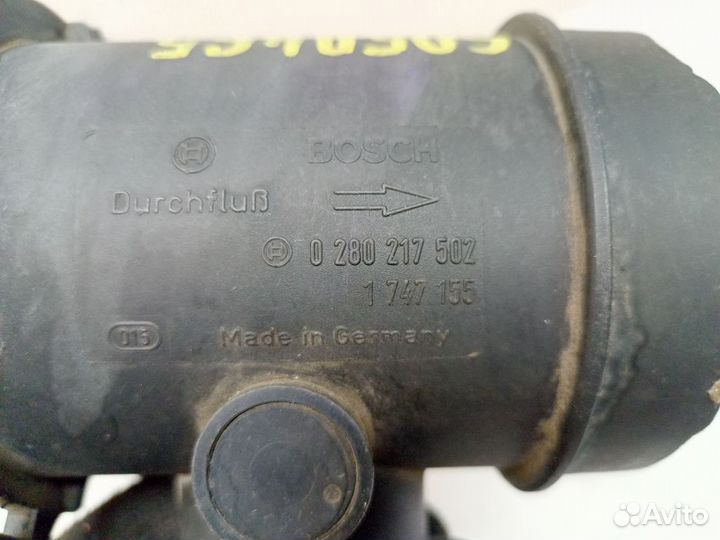 BOSCH
Durchfluß
0 280 217 502
1 747 155
015 Made in Germany
Avito